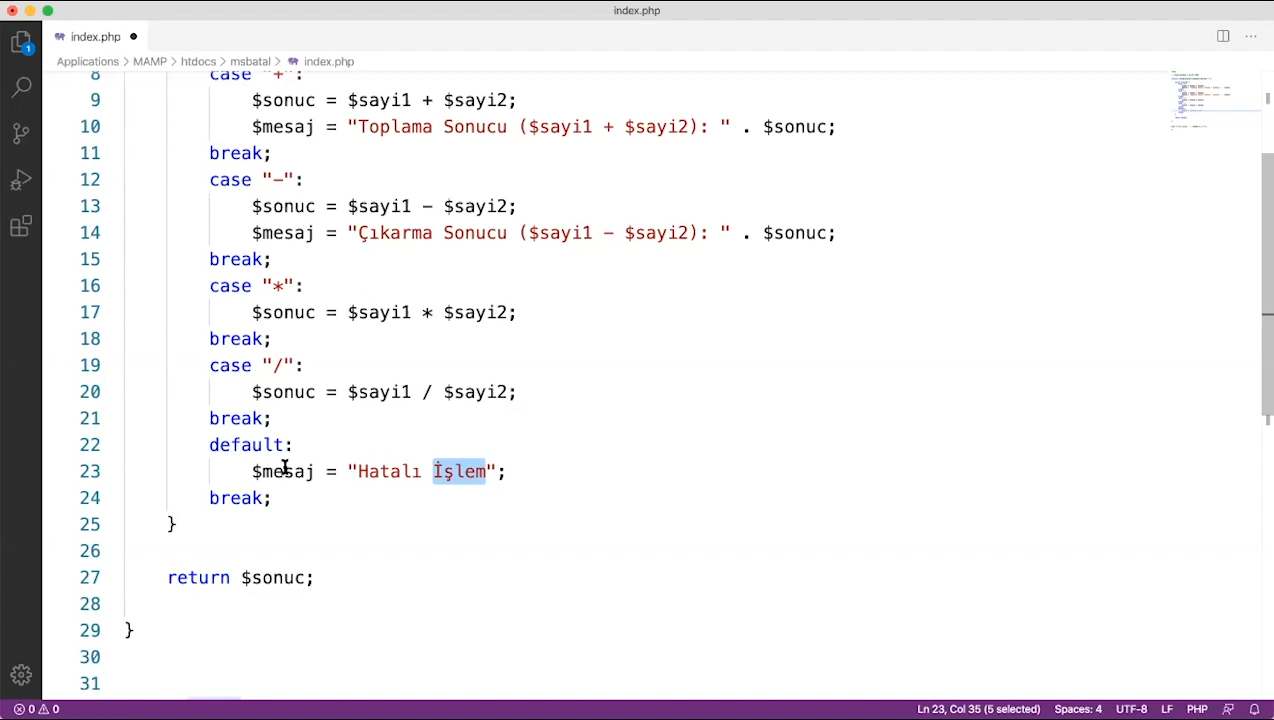 index.php
index.php
1
Applications > MAMP > htdocs > msbatal > index.php
8 case "+":
9 $sonuc = $sayi1 + $sayi2;
10 $mesaj = "Toplama Sonucu ($sayi1 + $sayi2): " . $sonuc;
11 break;
12 case "-":
13 $sonuc = $sayi1 - $sayi2;
14 $mesaj = "Çıkarma Sonucu ($sayi1 - $sayi2): " . $sonuc;
15 break;
16 case "*":
17 $sonuc = $sayi1 * $sayi2;
18 break;
19 case "/":
20 $sonuc = $sayi1 / $sayi2;
21 break;
22 default:
23 $mesaj = "Hatalı İşlem";
24 break;
25 }
26
27 return $sonuc;
28
29 }
30
31
0 0 Ln 23, Col 35 (5 selected) Spaces: 4 UTF-8 LF PHP